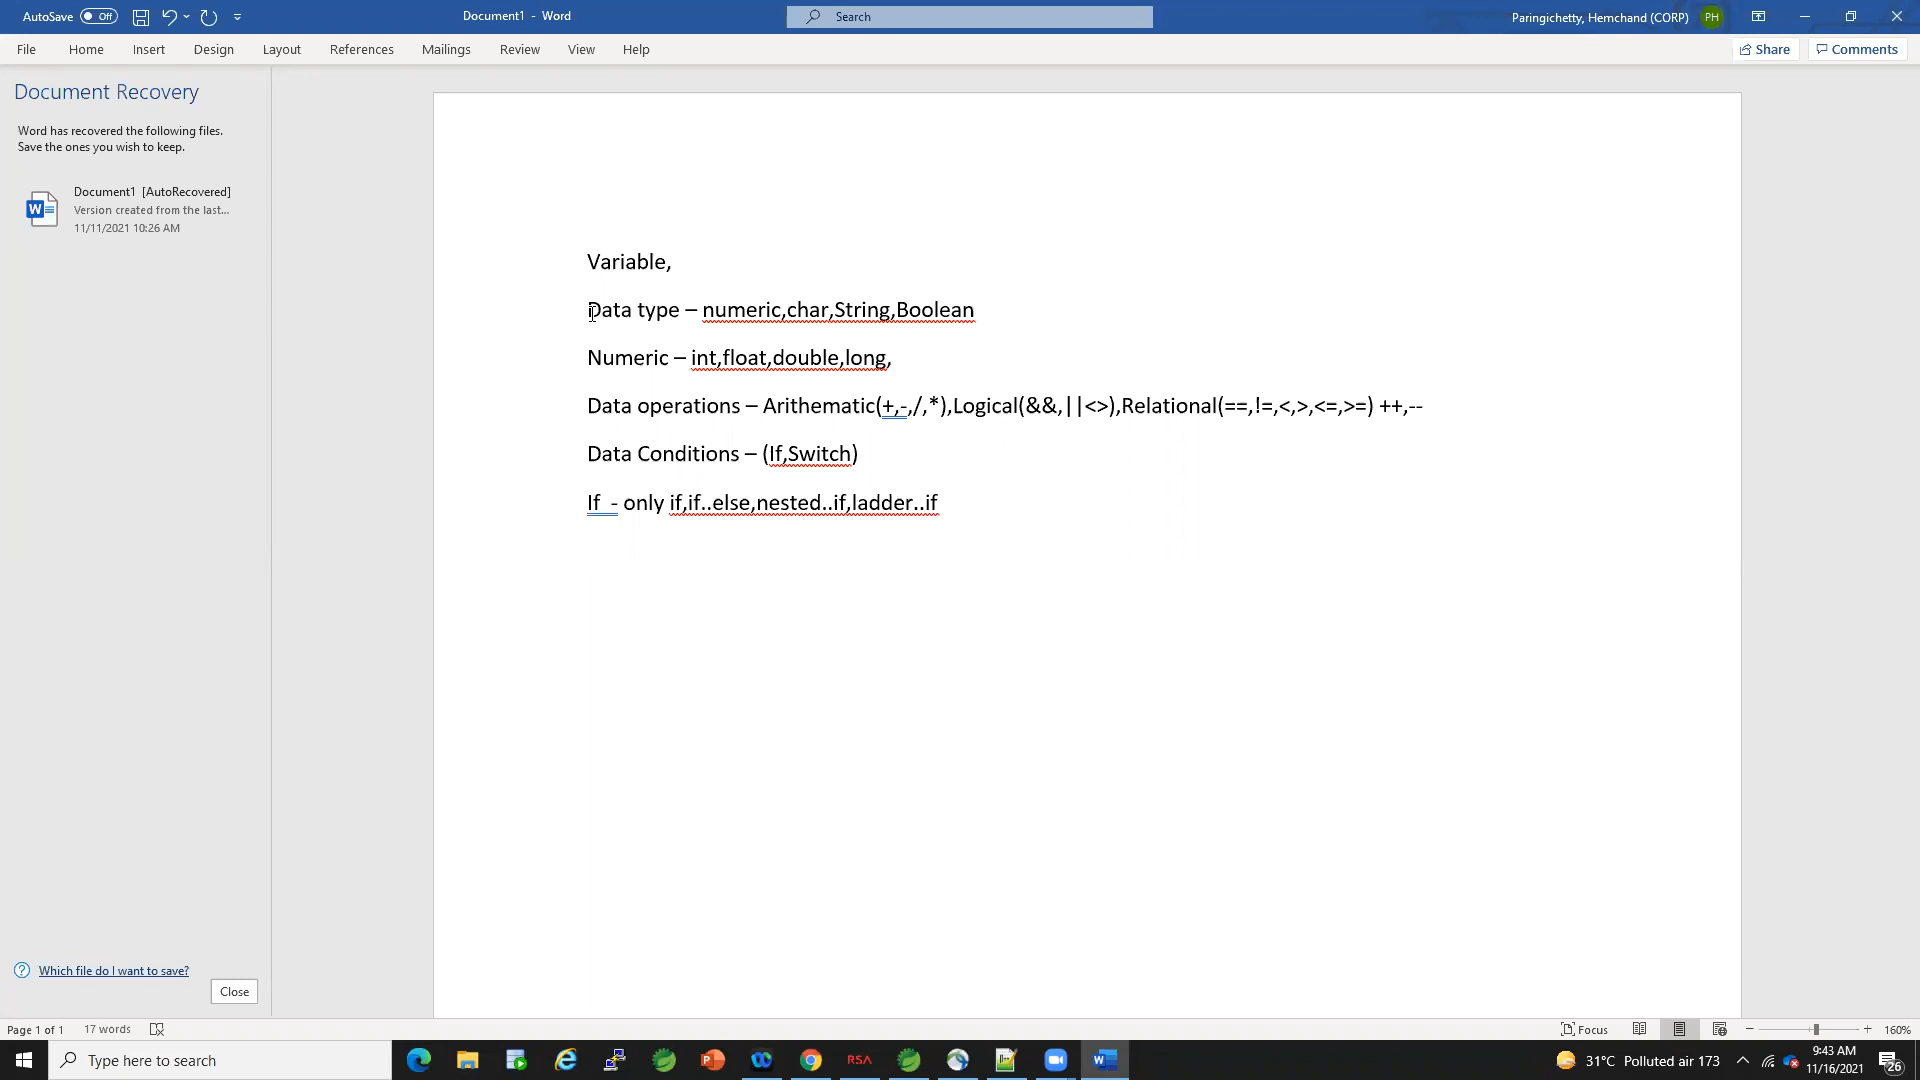 AutoSave Off Document1 - Word Search Paringichetty, Hemchand (CORP) PH
File Home Insert Design Layout References Mailings Review View Help Share Comments
Document Recovery
Word has recovered the following files.
Save the ones you wish to keep.
Document1 [AutoRecovered]
Version created from the last...
11/11/2021 10:26 AM
Variable,
Data type – numeric,char,String,Boolean
Numeric – int,float,double,long,
Data operations – Arithematic(+,-,/,*),Logical(&&,||<>),Relational(==,!=,<,>,<=,>=) ++,--
Data Conditions – (If,Switch)
If  - only if,if..else,nested..if,ladder..if
Which file do I want to save?
Close
Page 1 of 1 17 words Focus 160%
Type here to search RSA 31°C Polluted air 173 9:43 AM
11/16/2021 26